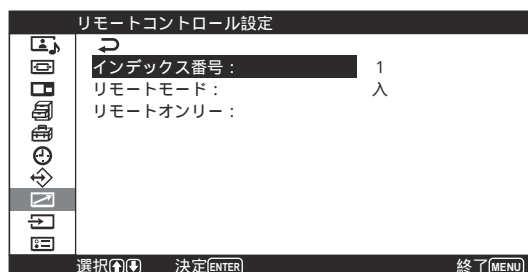 リモートコントロール設定
インデックス番号： 1
リモートモード： 入
リモートオンリー：
選択 決定ENTER 終了MENU